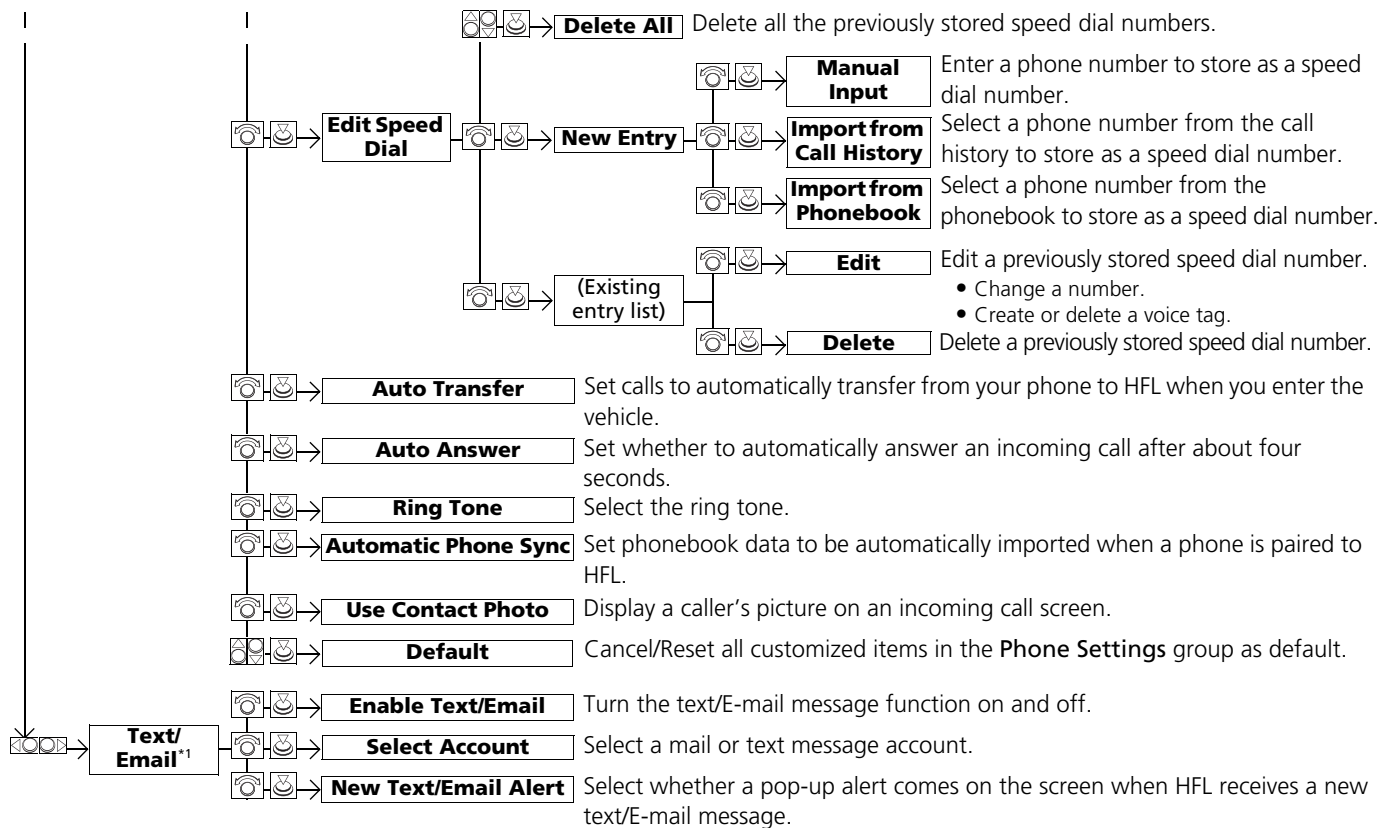 Delete All Delete all the previously stored speed dial numbers.
Manual Input Enter a phone number to store as a speed
dial number.
Edit Speed Dial
New Entry
Import from Call History Select a phone number from the call
history to store as a speed dial number.
Import from Phonebook Select a phone number from the
phonebook to store as a speed dial number.
(Existing
entry list)
Edit Edit a previously stored speed dial number.
• Change a number.
• Create or delete a voice tag.
Delete Delete a previously stored speed dial number.
Auto Transfer Set calls to automatically transfer from your phone to HFL when you enter the
vehicle.
Auto Answer Set whether to automatically answer an incoming call after about four
seconds.
Ring Tone Select the ring tone.
Automatic Phone Sync Set phonebook data to be automatically imported when a phone is paired to
HFL.
Use Contact Photo Display a caller's picture on an incoming call screen.
Default Cancel/Reset all customized items in the Phone Settings group as default.
Text/
Email*1
Enable Text/Email Turn the text/E-mail message function on and off.
Select Account Select a mail or text message account.
New Text/Email Alert Select whether a pop-up alert comes on the screen when HFL receives a new
text/E-mail message.